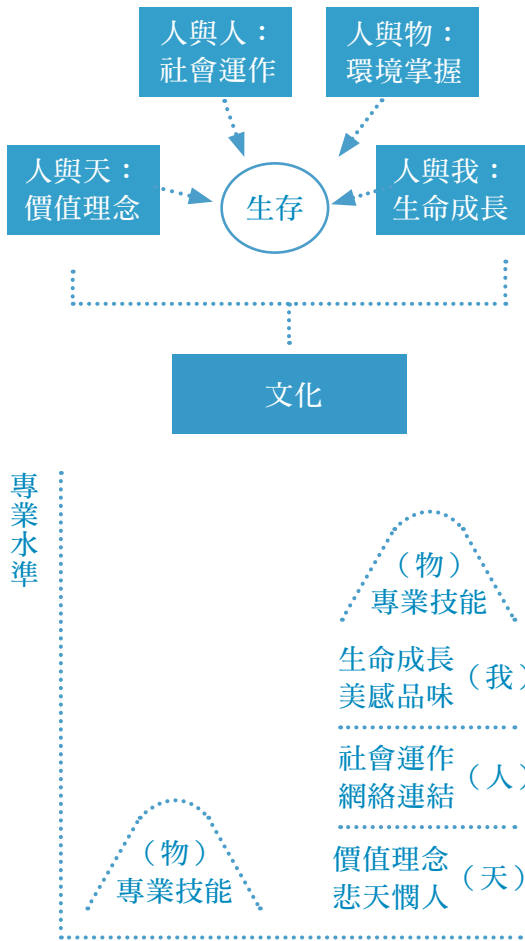 人與人：
社會運作
人與物：
環境掌握
人與天：
價值理念
生存
人與我：
生命成長
文化
專業水準
（物）
專業技能
生命成長
美感品味
（我）
社會運作
網絡連結
（人）
價值理念
悲天憫人
（天）
（物）
專業技能